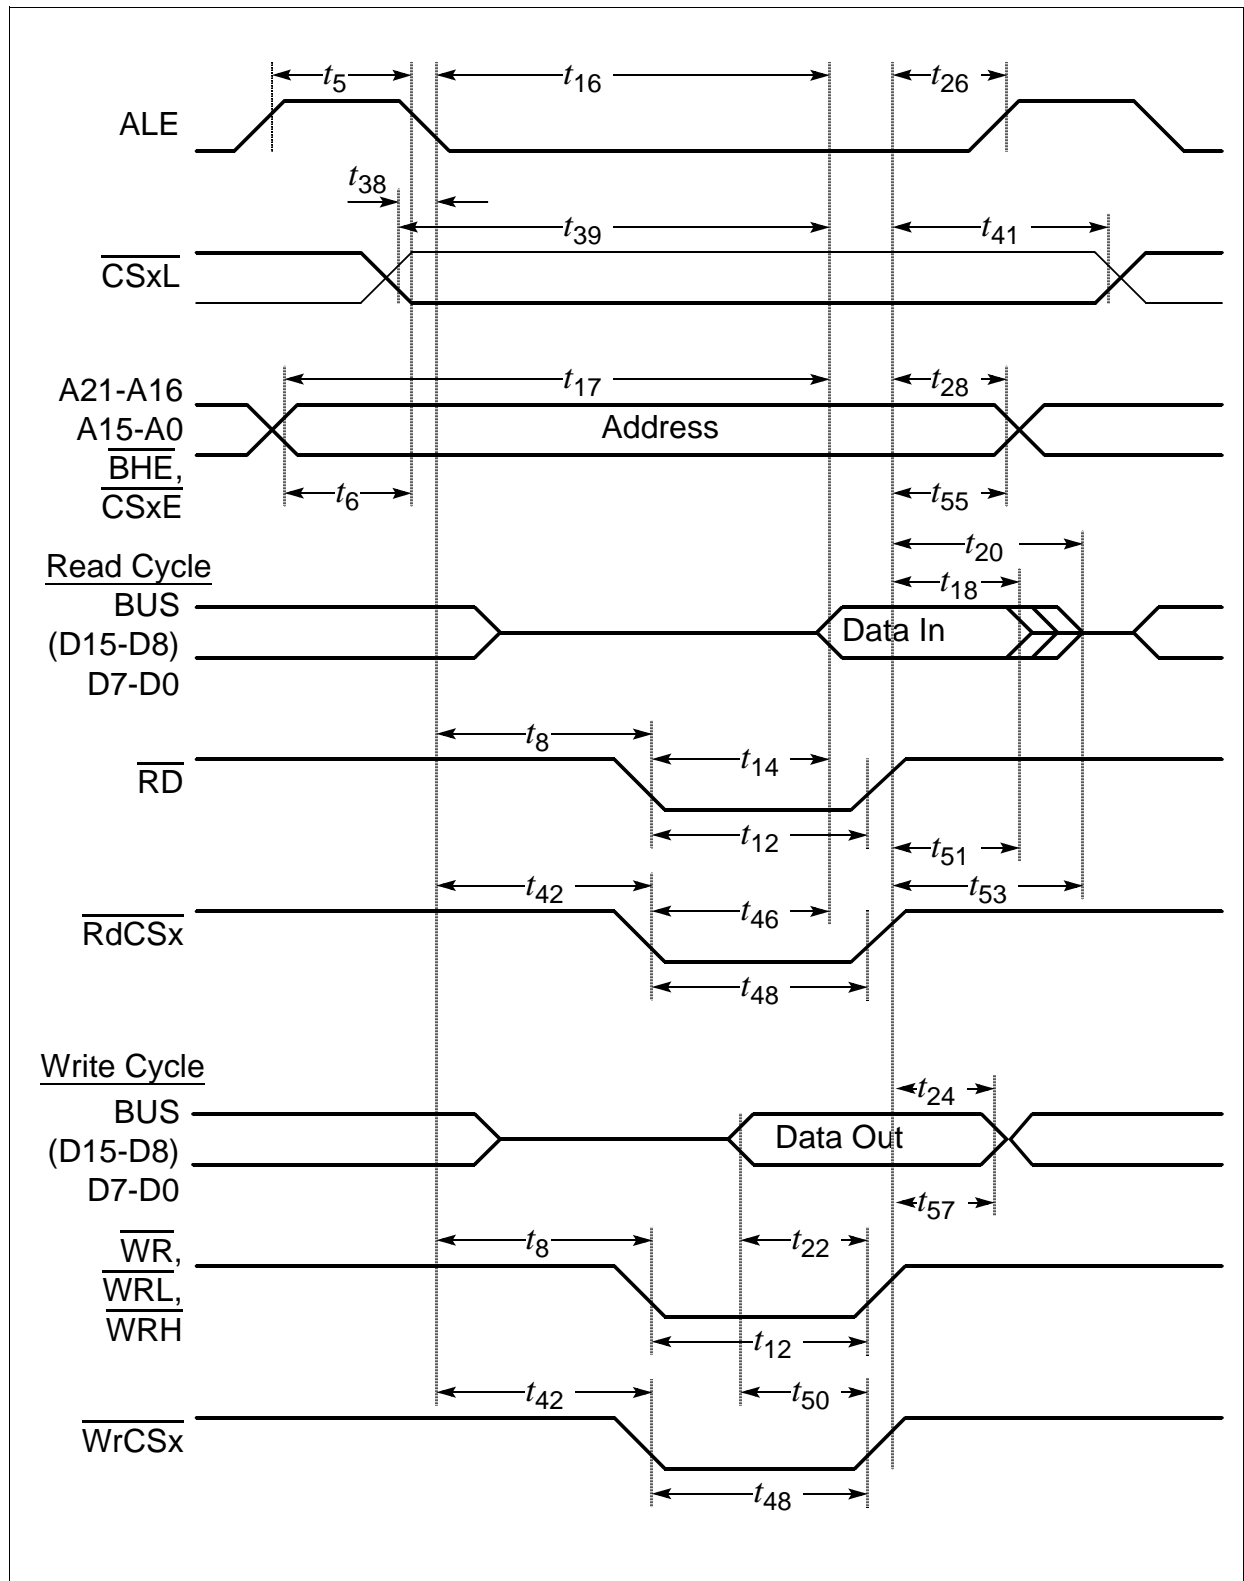 t5 t16 t26
ALE
t38
t39 t41
CSxL
t17 t28
A21-A16
A15-A0 Address
BHE,
CSxE t6 t55
t20
Read Cycle
t18
BUS
(D15-D8) Data In
D7-D0
t8
t14
RD
t12 t51
t42 t53
t46
RdCSx
t48
Write Cycle
t24
BUS
(D15-D8) Data Out
D7-D0
t57
WR, t8 t22
WRL,
WRH t12
t42 t50
WrCSx
t48